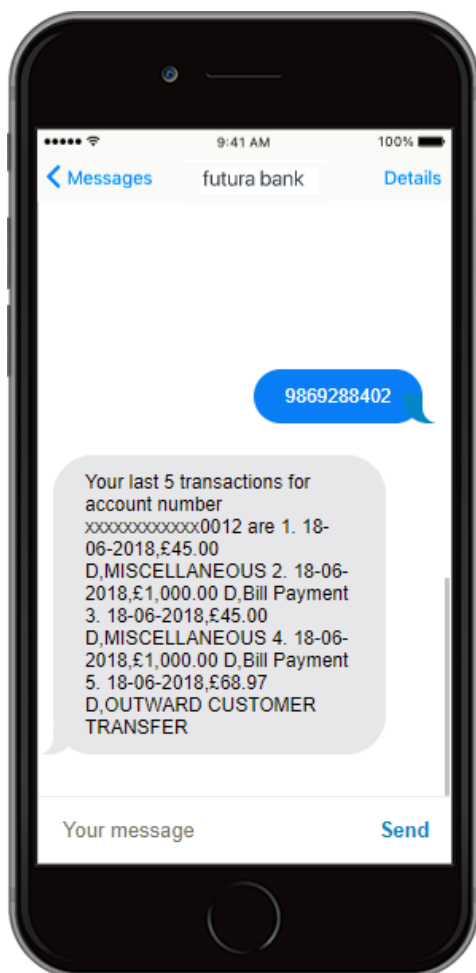 9:41 AM
100%
Messages
futura bank
Details
9869288402
Your last 5 transactions for
account number
xxxxxxxxxxxx0012 are 1. 18-
06-2018,£45.00
D,MISCELLANEOUS 2. 18-06-
2018,£1,000.00 D,Bill Payment
3. 18-06-2018,£45.00
D,MISCELLANEOUS 4. 18-06-
2018,£1,000.00 D,Bill Payment
5. 18-06-2018,£68.97
D,OUTWARD CUSTOMER
TRANSFER
Your message
Send